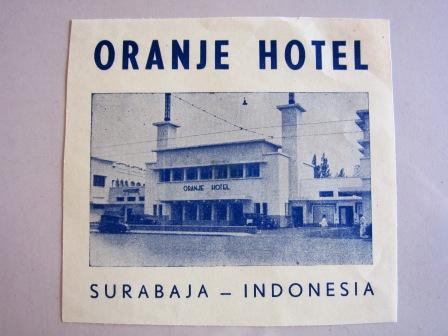 ORANJE HOTEL
ORANJE HOTEL
SURABAJA – INDONESIA